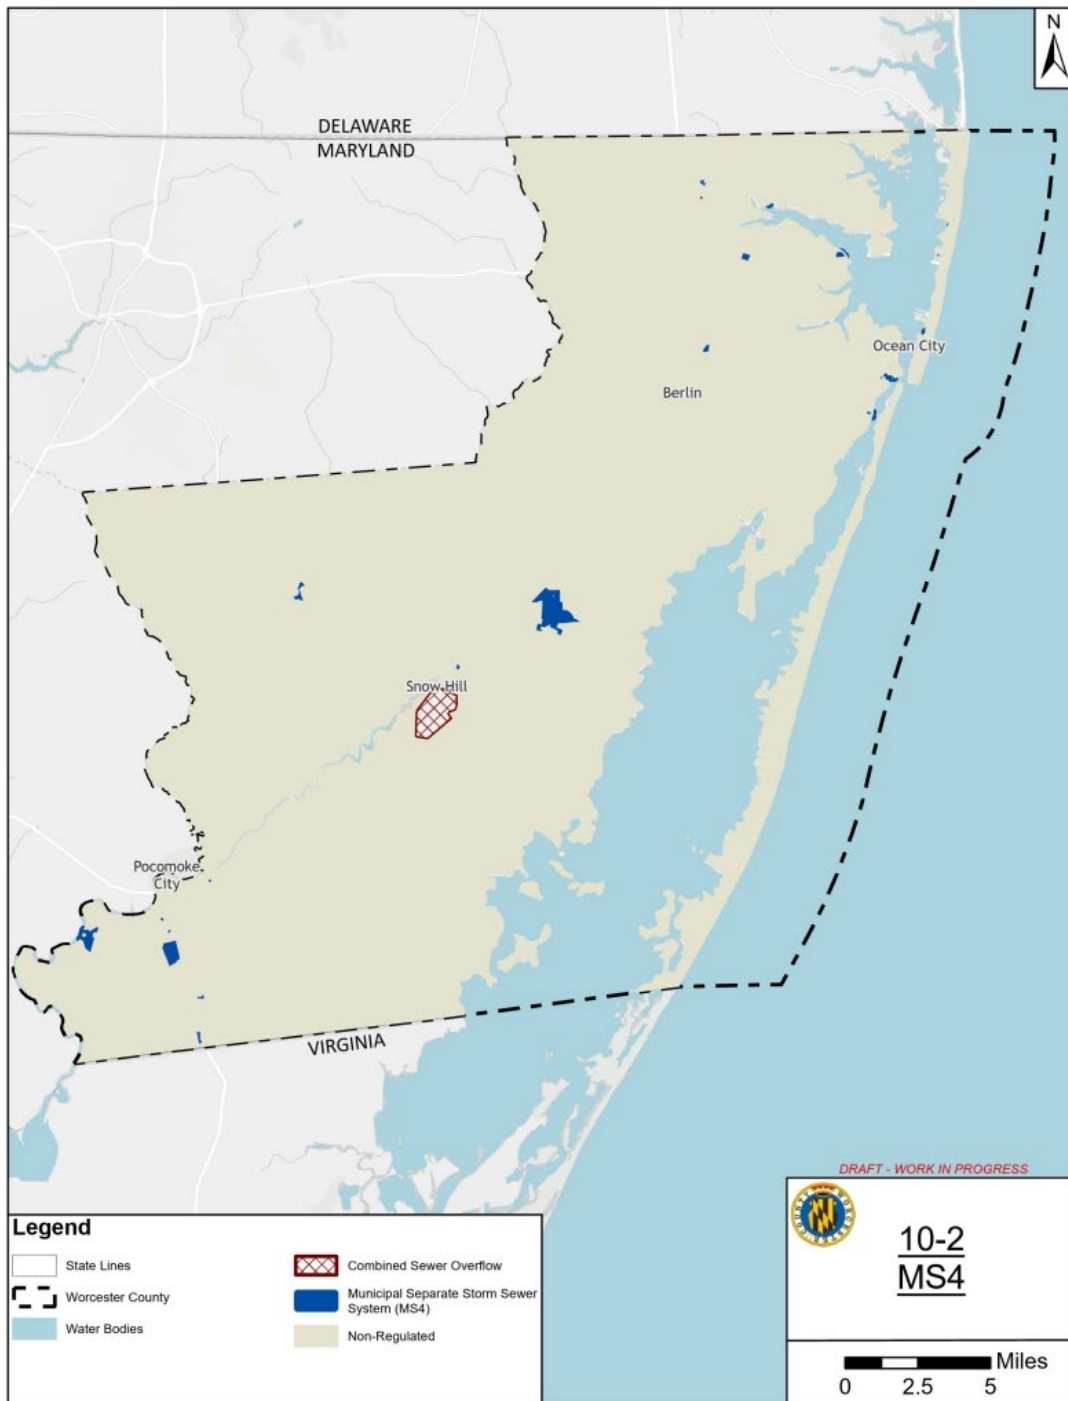 N
DELAWARE
MARYLAND
Ocean City
Berlin
Snow Hill
Pocomoke
City
VIRGINIA
DRAFT - WORK IN PROGRESS
Legend
State Lines
Worcester County
Water Bodies
Combined Sewer Overflow
Municipal Separate Storm Sewer
System (MS4)
Non-Regulated
10-2
MS4
Miles
0 2.5 5